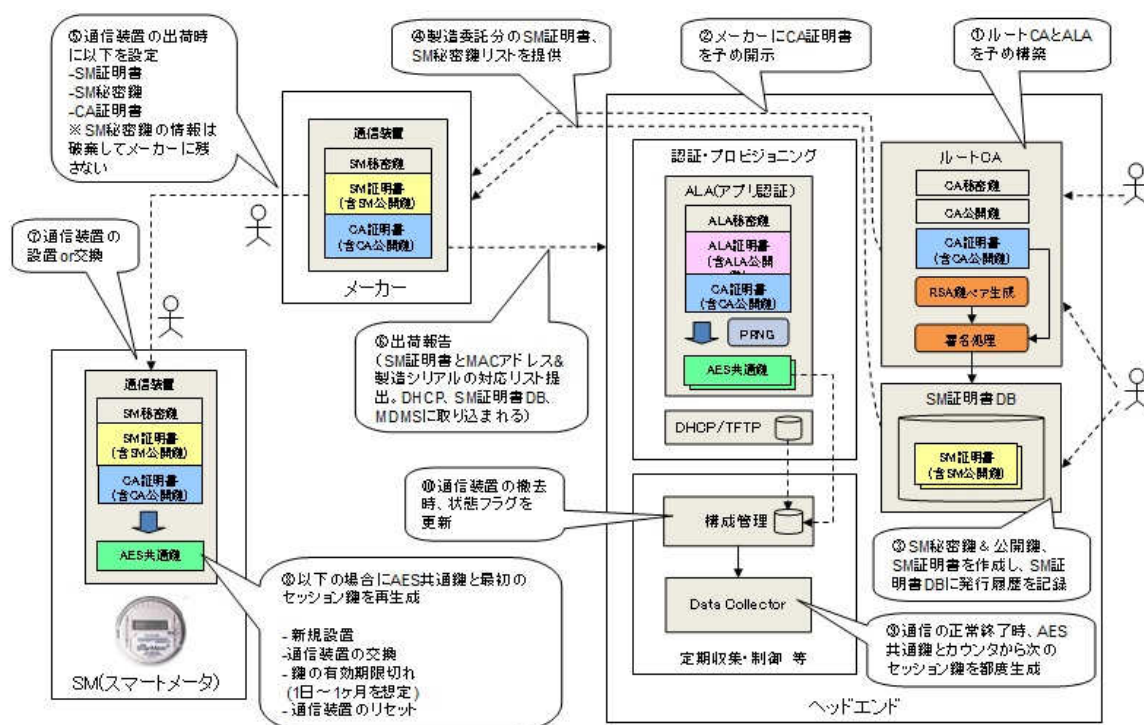 ⑤通信装置の出荷時
に以下を設定
-SM証明書
-SM秘密鍵
-CA証明書
※SM秘密鍵の情報は
破棄してメーカーに残
さない
④製造委託分のSM証明書、
SM秘密鍵リストを提供
②メーカーにCA証明書
を予め開示
①ルートCAとALA
を予め構築
通信装置
SM秘密鍵
SM証明書
(含SM公開鍵)
CA証明書
(含CA公開鍵)
メーカー
認証・プロビジョニング
ALA(アプリ認証)
ALA秘密鍵
ALA証明書
(含ALA公開
鍵)
CA証明書
(含CA公開鍵)
PRNG
AES共通鍵
DHCP/TFTP
ルートCA
CA秘密鍵
CA公開鍵
CA証明書
(含CA公開鍵)
RSA鍵ペア生成
署名処理
SM証明書DB
SM証明書
(含SM公開鍵)
⑦通信装置の
設置or交換
⑥出荷報告
(SM証明書とMACアドレス&
製造シリアルの対応リスト提
出。DHCP、SM証明書DB、
MDMSに取り込まれる)
通信装置
SM秘密鍵
SM証明書
(含SM公開鍵)
CA証明書
(含CA公開鍵)
AES共通鍵
SM(スマートメータ)
⑩通信装置の撤去
時、状態フラグを
更新
構成管理
Data Collector
定期収集・制御 等
③SM秘密鍵&公開鍵、
SM証明書を作成し、SM証
明書DBに発行履歴を記録
⑧以下の場合にAES共通鍵と最初の
セッション鍵を再生成
-新規設置
-通信装置の交換
-鍵の有効期限切れ
(1日～1ヶ月を想定)
-通信装置のリセット
⑨通信の正常終了時、AES
共通鍵とカウンタから次の
セッション鍵を都度生成
ヘッドエンド